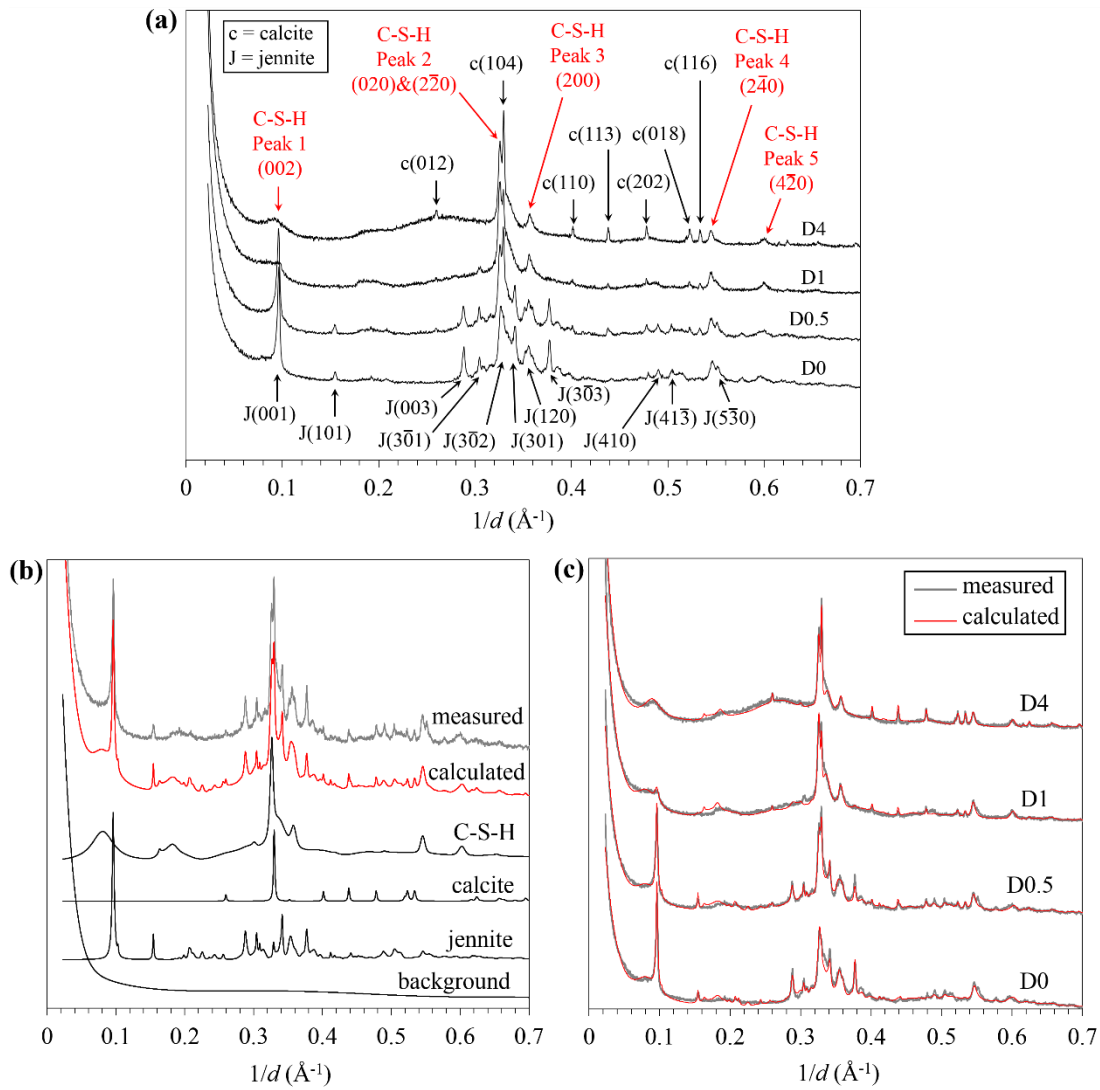 (a)
c = calcite
J = jennite
C-S-H
Peak 1
(002)
c(012)
C-S-H
Peak 2
(020)&(22̅0)
c(104)
C-S-H
Peak 3
(200)
c(110)
c(113)
c(202)
c(018)
c(116)
C-S-H
Peak 4
(24̅0)
C-S-H
Peak 5
(42̅0)
D4
D1
D0.5
D0
J(001)
J(101)
J(003)
J(30̅1)
J(30̅2)
J(301)
J(120)
J(30̅3)
J(410)
J(413̅)
J(53̅0)
0 0.1 0.2 0.3 0.4 0.5 0.6 0.7
1/d (Å-1)
(b)
measured
calculated
C-S-H
calcite
jennite
background
0 0.1 0.2 0.3 0.4 0.5 0.6 0.7
1/d (Å-1)
(c)
measured
calculated
D4
D1
D0.5
D0
0 0.1 0.2 0.3 0.4 0.5 0.6 0.7
1/d (Å-1)